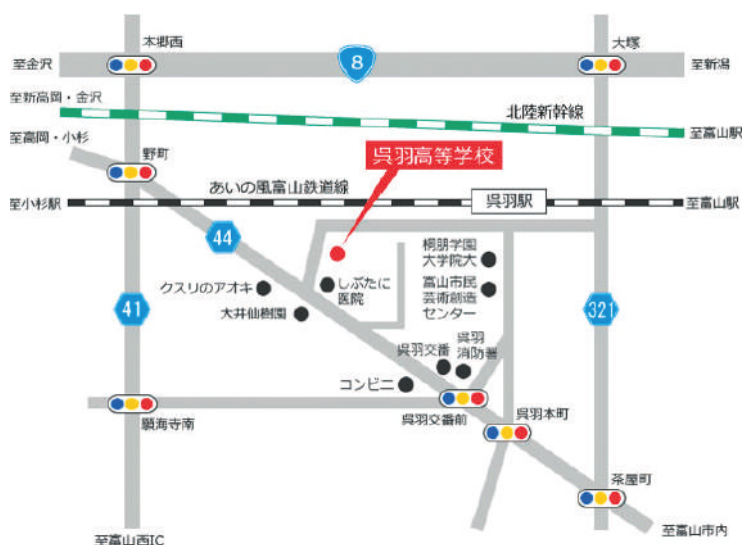 本郷西
大塚
至金沢
8
至新潟
至新高岡・金沢
北陸新幹線
至富山駅
至高岡・小杉
野町
呉羽高等学校
あいの風富山鉄道線
至小杉駅
呉羽駅
至富山駅
44
桐朋学園
大学院大
富山市民
芸術創造
センター
クスリのアオキ
しぶたに
医院
大井仙樹園
41
321
呉羽交番
呉羽
消防署
コンビニ
願海寺南
呉羽交番前
呉羽本町
茶屋町
至富山西IC
至富山市内